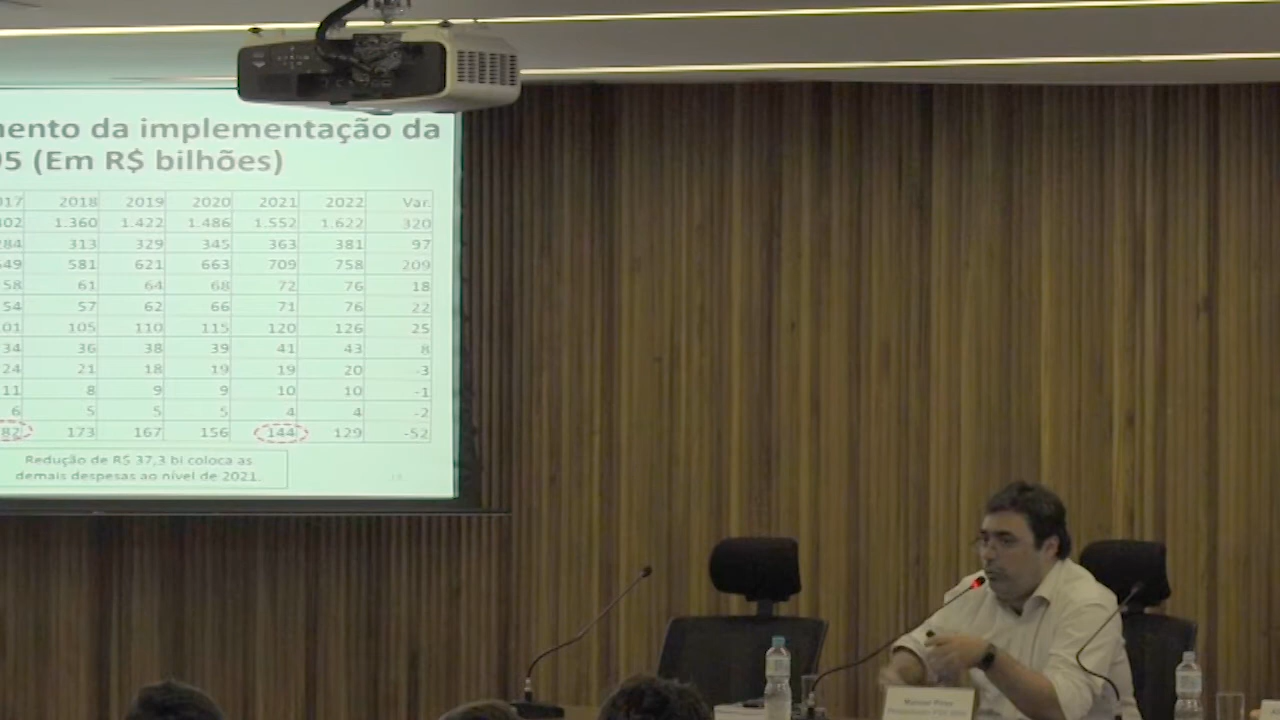 mento da implementação da
95 (Em R$ bilhões)
17 2018 2019 2020 2021 2022 Var.
302 1.360 1.422 1.486 1.552 1.622 320
284 313 329 345 363 381 97
549 581 621 663 709 758 209
58 61 64 68 72 76 18
54 57 62 66 71 76 22
101 105 110 115 120 126 25
34 36 38 39 41 43 8
24 21 18 19 19 20 -3
11 8 9 9 10 10 -1
6 5 5 5 4 4 -2
82 173 167 156 144 129 -52
Redução de R$ 37,3 bi coloca as
demais despesas ao nível de 2021.